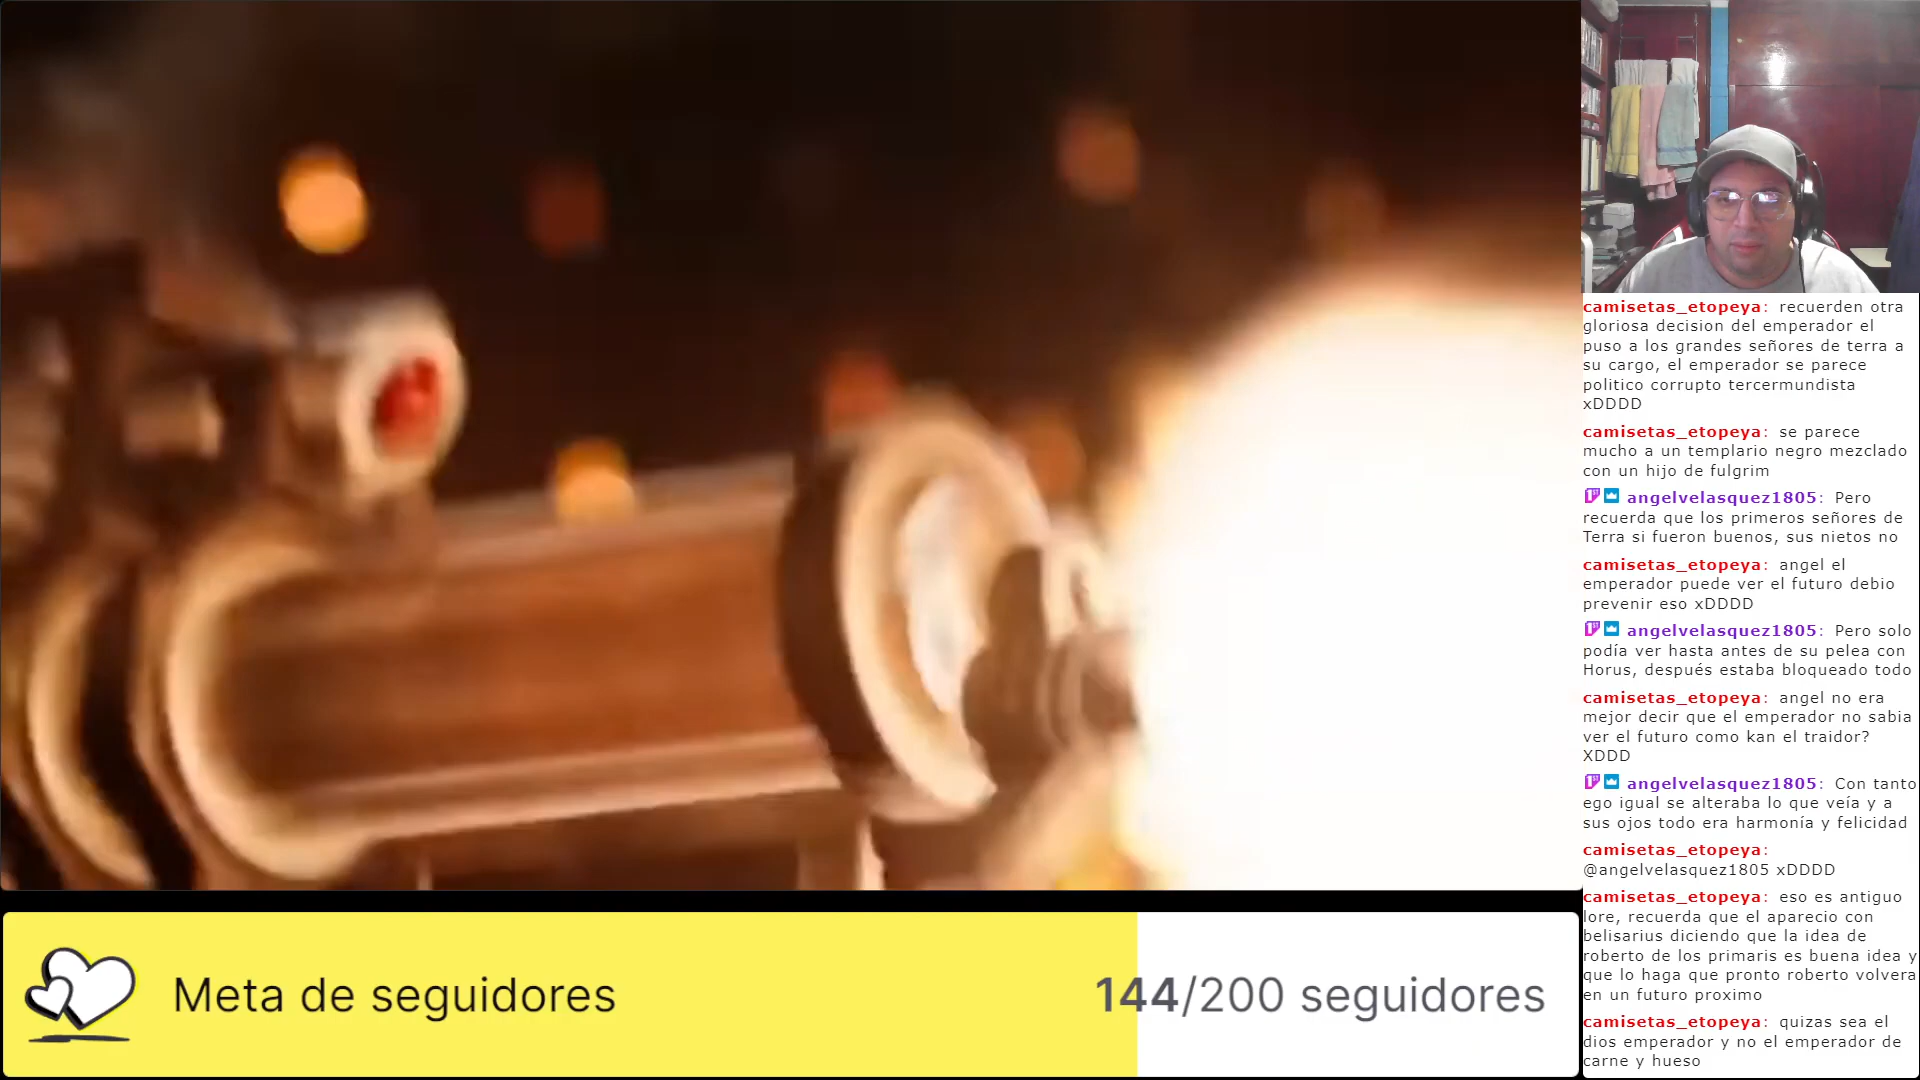 camisetas_etopeya: recuerden otra
gloriosa decision del emperador el
puso a los grandes señores de terra a
su cargo, el emperador se parece
politico corrupto tercermundista
xDDDD
camisetas_etopeya: se parece
mucho a un templario negro mezclado
con un hijo de fulgrim
angelvelasquez1805: Pero
recuerda que los primeros señores de
Terra si fueron buenos, sus nietos no
camisetas_etopeya: angel el
emperador puede ver el futuro debio
prevenir eso xDDDD
angelvelasquez1805: Pero solo
podía ver hasta antes de su pelea con
Horus, después estaba bloqueado todo
camisetas_etopeya: angel no era
mejor decir que el emperador no sabia
ver el futuro como kan el traidor?
XDDD
angelvelasquez1805: Con tanto
ego igual se alteraba lo que veía y a
sus ojos todo era harmonía y felicidad
camisetas_etopeya:
@angelvelasquez1805 xDDDD
camisetas_etopeya: eso es antiguo
lore, recuerda que el aparecio con
belisarius diciendo que la idea de
roberto de los primaris es buena idea y
que lo haga que pronto roberto volvera
en un futuro proximo
camisetas_etopeya: quizas sea el
dios emperador y no el emperador de
carne y hueso
Meta de seguidores
144/200 seguidores